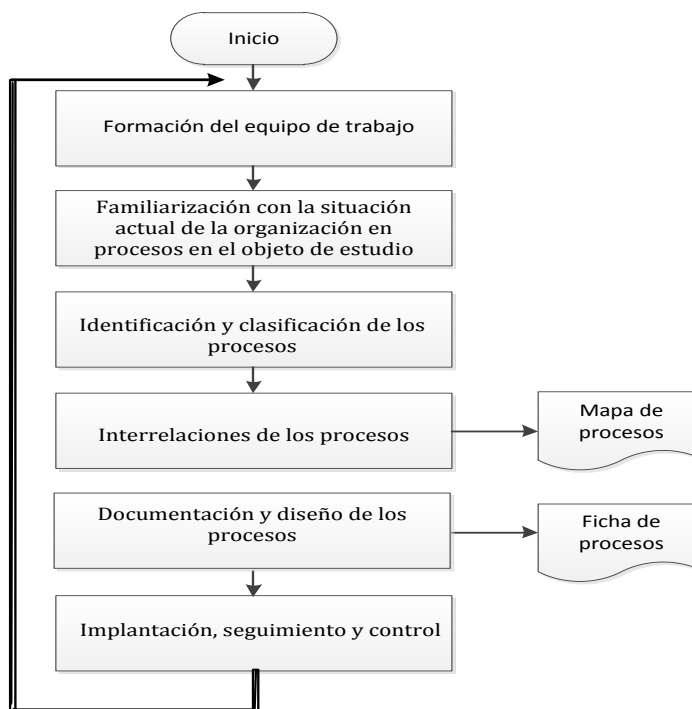 Inicio
Formación del equipo de trabajo
Familiarización con la situación
actual de la organización en
procesos en el objeto de estudio
Identificación y clasificación de los
procesos
Interrelaciones de los procesos
Mapa de
procesos
Documentación y diseño de los
procesos
Ficha de
procesos
Implantación, seguimiento y control